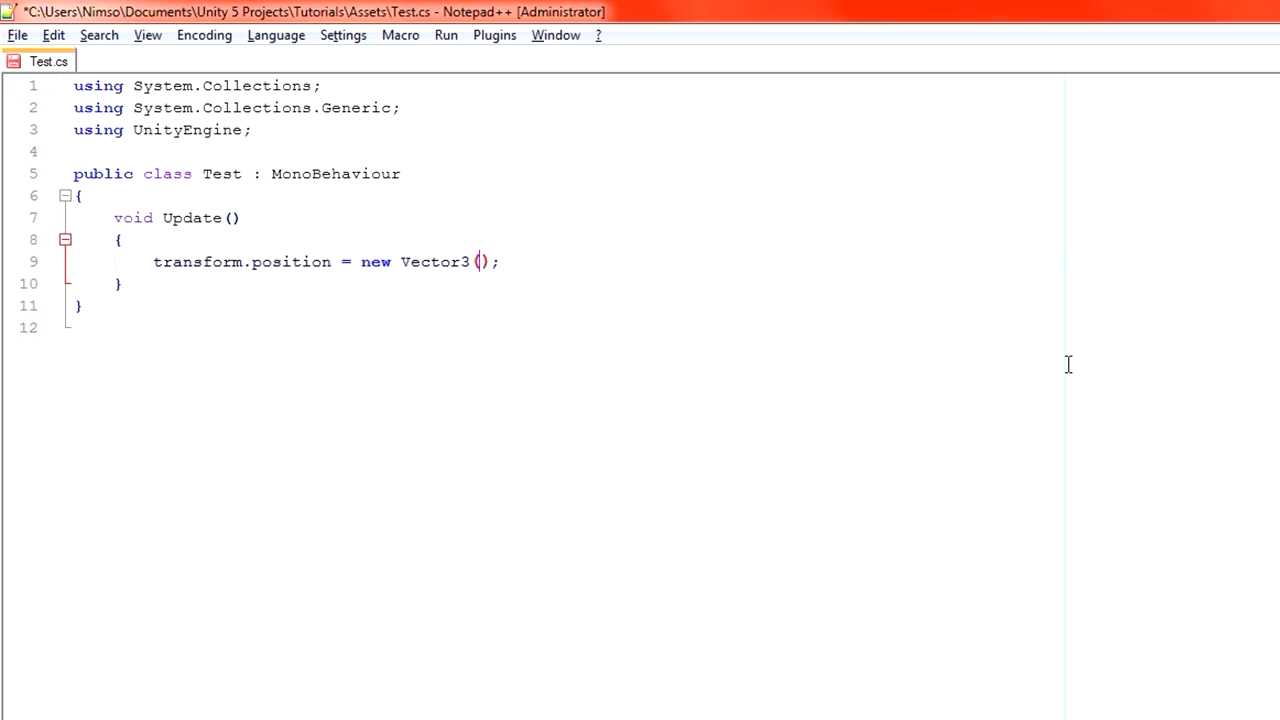 *C:\Users\Nimso\Documents\Unity 5 Projects\Tutorials\Assets\Test.cs - Notepad++ [Administrator]
File Edit Search View Encoding Language Settings Macro Run Plugins Window ?
Test.cs
1 using System.Collections;
2 using System.Collections.Generic;
3 using UnityEngine;
4
5 public class Test : MonoBehaviour
6 {
7 void Update()
8 {
9 transform.position = new Vector3();
10 }
11 }
12